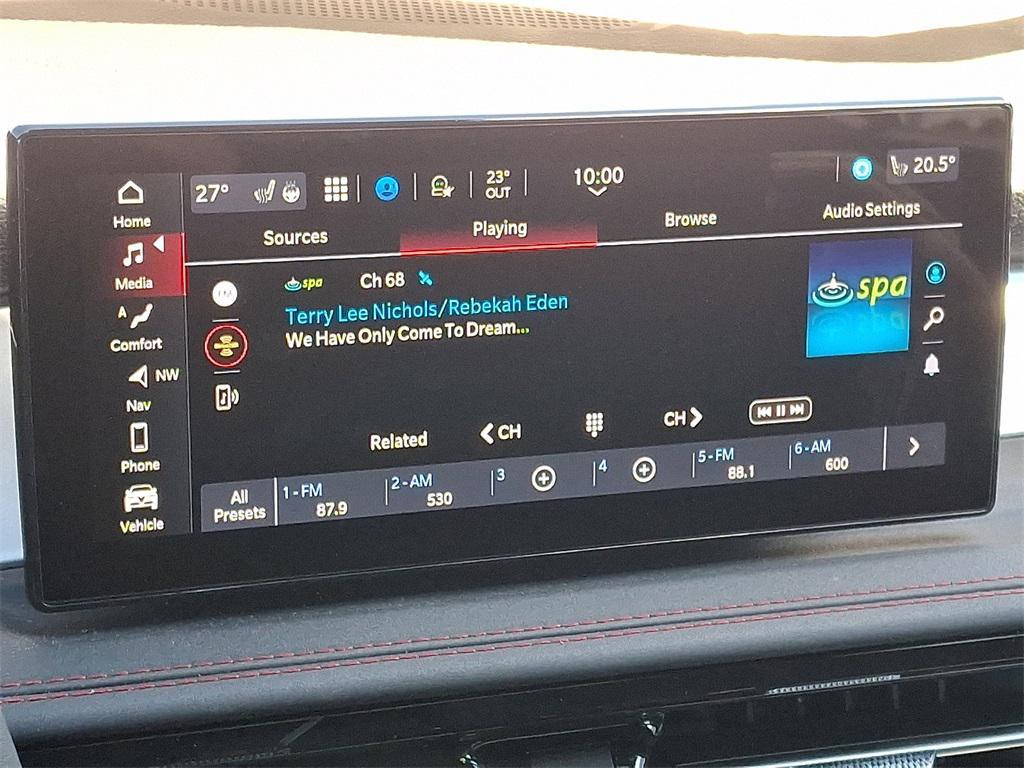 27°
23°
OUT
10:00
20.5°
Home
Media
A
Comfort
NW
Nav
Phone
Vehicle
Sources
Playing
Browse
Audio Settings
FM
spa
Ch 68
Terry Lee Nichols/Rebekah Eden
We Have Only Come To Dream...
spa
Related
CH
CH
All
Presets
1-FM
87.9
2-AM
530
3
4
5-FM
88.1
6-AM
600